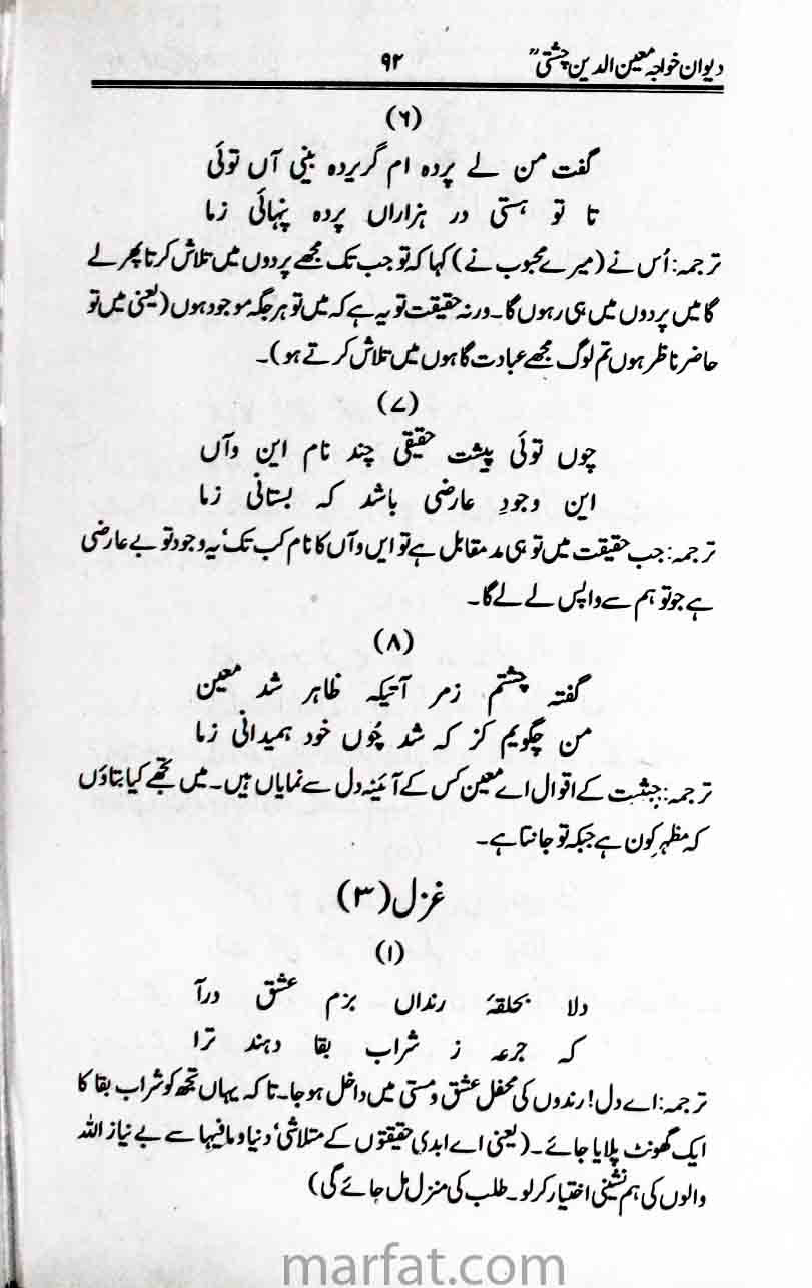 دیوان خواجہ معین الدین چشتیؒ ۹۲
(۶)
گفت من لے پردہ ام گر پردہ بینی آں توئی
تا تو ہستی در ہزاراں پردہ پنہائی زما
ترجمہ: اُس نے (میرے محبوب نے) کہا کہ تو جب تک مجھے پردوں میں تلاش کرتا پھر لے
گا میں پردوں میں ہی رہوں گا۔ ورنہ حقیقت تو یہ ہے کہ میں تو ہر جگہ موجود ہوں (یعنی میں تو
حاضر ناظر ہوں تم لوگ مجھے عبادت گاہوں میں تلاش کرتے ہو)۔
(۷)
چوں توئی پیشت حقیقی چند نام این وآں
این وجودِ عارضی باشد کہ بستانی زما
ترجمہ: جب حقیقت میں تو ہی مد مقابل ہے تو ایں وآں کا نام کب تک‘ یہ وجود تو بے عارضی
ہے جو تو ہم سے واپس لے لے گا۔
(۸)
گفتہ چشتم زمر آئیکہ ظاہر شد معین
من چگویم کز کہ شد چُوں خود ہمیدانی زما
ترجمہ: چشت کے اقوال اے معین کس کے آئینہ دل سے نمایاں ہیں۔ میں تجھے کیا بتاؤں
کہ مظہر کون ہے جبکہ تو جانتا ہے۔
غزل (۳)
(۱)
دلا بحلقۂ رنداں بزم عشق درآ
کہ جرعہ ز شراب بقا دہند ترا
ترجمہ: اے دل! رندوں کی محفل عشق و مستی میں داخل ہو جا۔ تا کہ یہاں تجھ کو شراب بقا کا
ایک گھونٹ پلایا جائے۔ (یعنی اے ابدی حقیقتوں کے متلاشی‘ دنیا و مافیہا سے بے نیاز اللہ
والوں کی ہم نشینی اختیار کر لو۔ طلب کی منزل مل جائے گی)
marfat.com